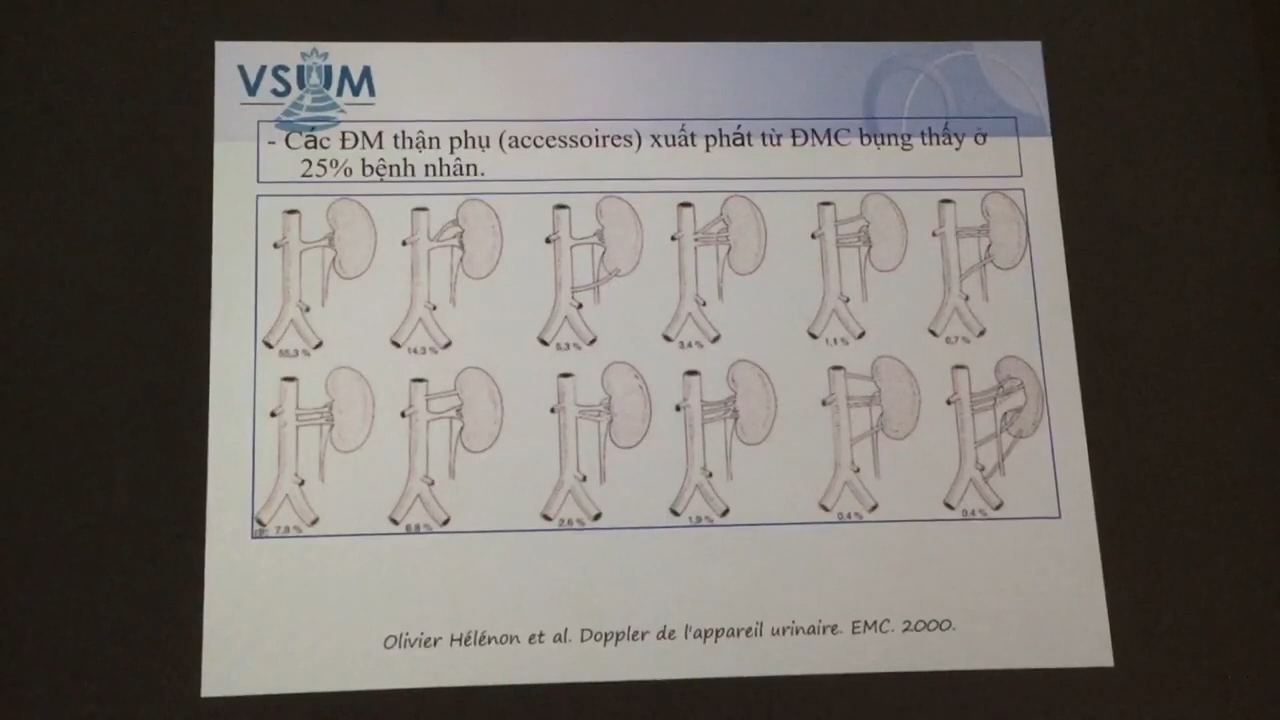 VSUM
- Các ĐM thận phụ (accessoires) xuất phát từ ĐMC bụng thấy ở
25% bệnh nhân.
55,3 % 14,3 % 5,3 % 3,4 % 1,1 % 0,7 %
7,9 % 6,8 % 2,6 % 1,9 % 0,4 % 0,4 %
Olivier Hélénon et al. Doppler de l'appareil urinaire. EMC. 2000.